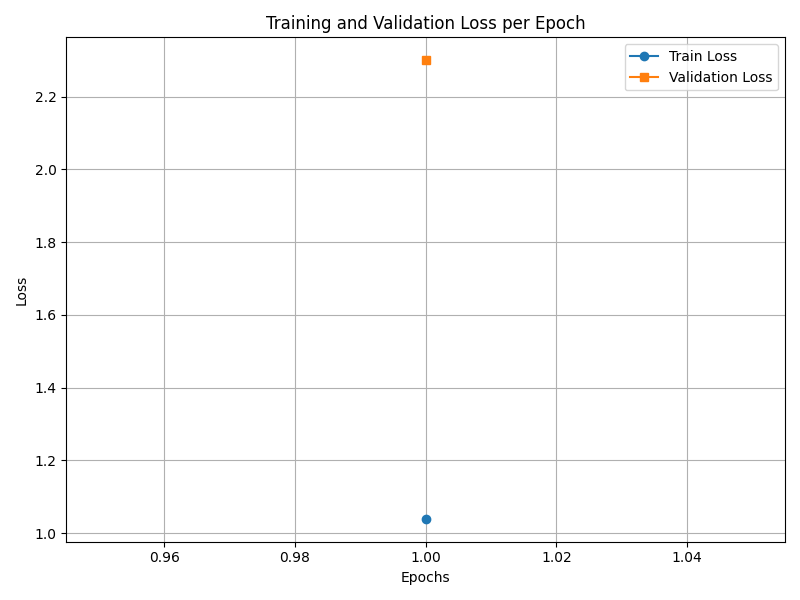 Training and Validation Loss per Epoch
Train Loss
Validation Loss
2.2
2.0
1.8
1.6
1.4
1.2
1.0
Loss
0.96 0.98 1.00 1.02 1.04
Epochs